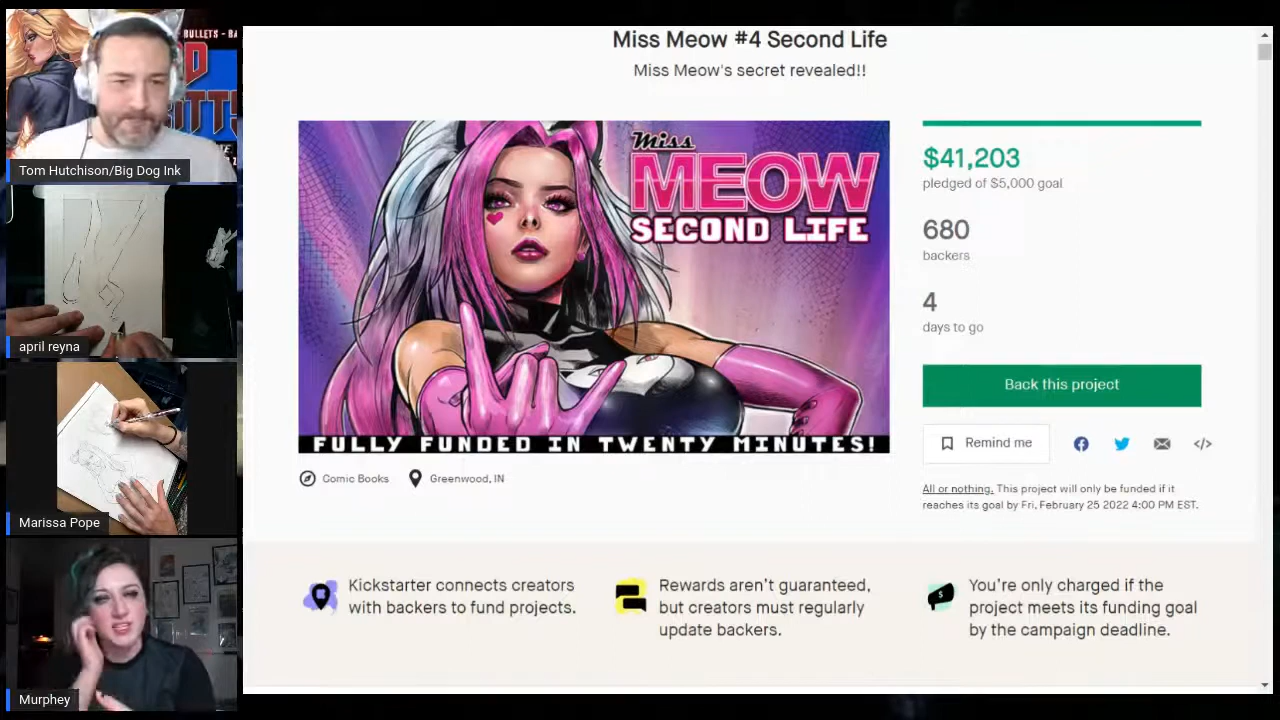 BULLETS - BA
D
ITTY
Tom Hutchison/Big Dog Ink
april reyna
Marissa Pope
Murphey
Miss Meow #4 Second Life
Miss Meow's secret revealed!!
Miss
MEOW
SECOND LIFE
FULLY FUNDED IN TWENTY MINUTES!
Comic Books
Greenwood, IN
$41,203
pledged of $5,000 goal
680
backers
4
days to go
Back this project
Remind me
</>
All or nothing. This project will only be funded if it
reaches its goal by Fri, February 25 2022 4:00 PM EST.
Kickstarter connects creators
with backers to fund projects.
Rewards aren't guaranteed,
but creators must regularly
update backers.
You're only charged if the
project meets its funding goal
by the campaign deadline.